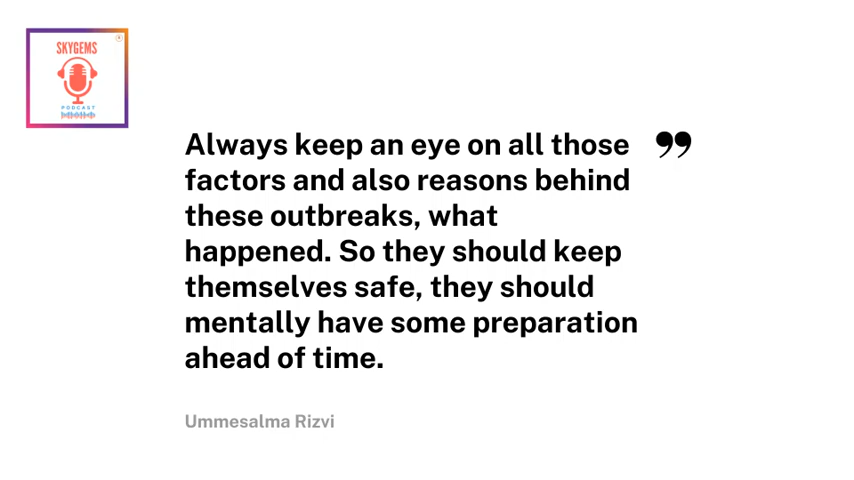 SKYGEMS
PODCAST
Always keep an eye on all those
factors and also reasons behind
these outbreaks, what
happened. So they should keep
themselves safe, they should
mentally have some preparation
ahead of time.
”
Ummesalma Rizvi